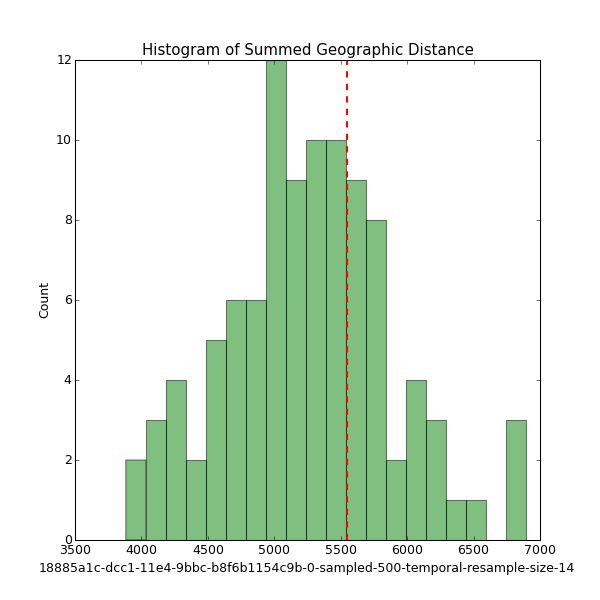 Histogram of Summed Geographic Distance
12
10
8
6
4
2
0
Count
3500 4000 4500 5000 5500 6000 6500 7000
18885a1c-dcc1-11e4-9bbc-b8f6b1154c9b-0-sampled-500-temporal-resample-size-14